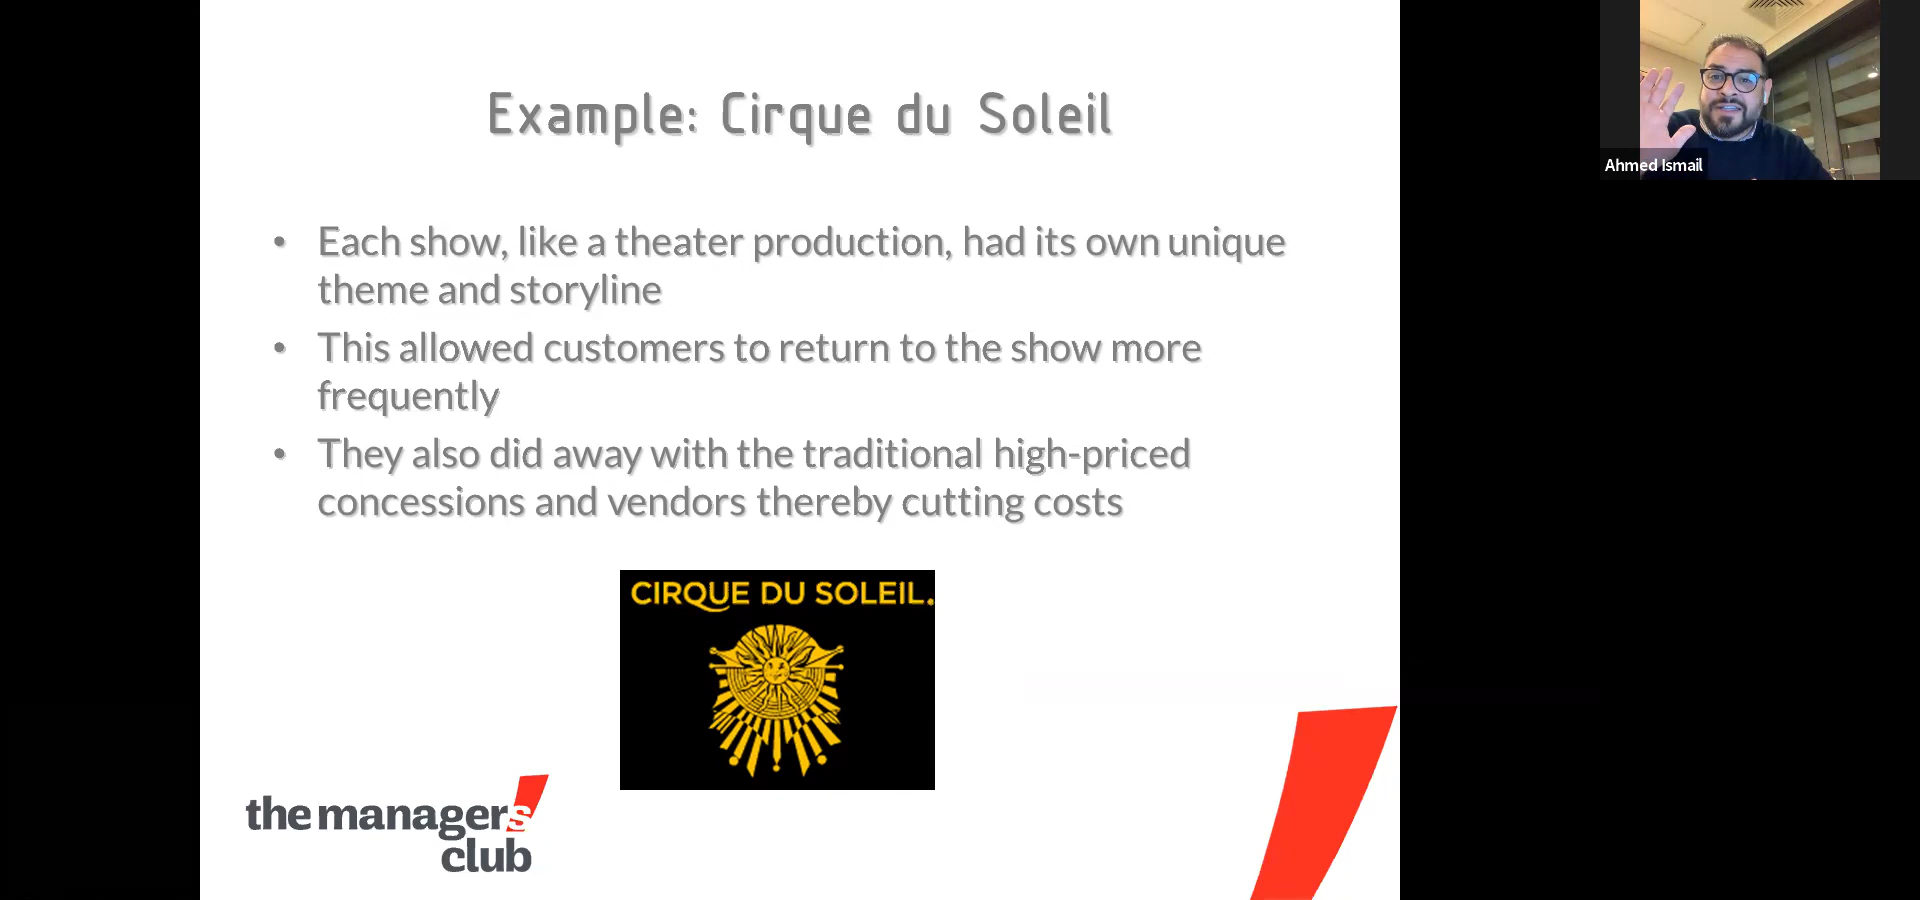 Example: Cirque du Soleil
Ahmed Ismail
• Each show, like a theater production, had its own unique
theme and storyline
• This allowed customers to return to the show more
frequently
• They also did away with the traditional high-priced
concessions and vendors thereby cutting costs
CIRQUE DU SOLEIL.
the managers
club